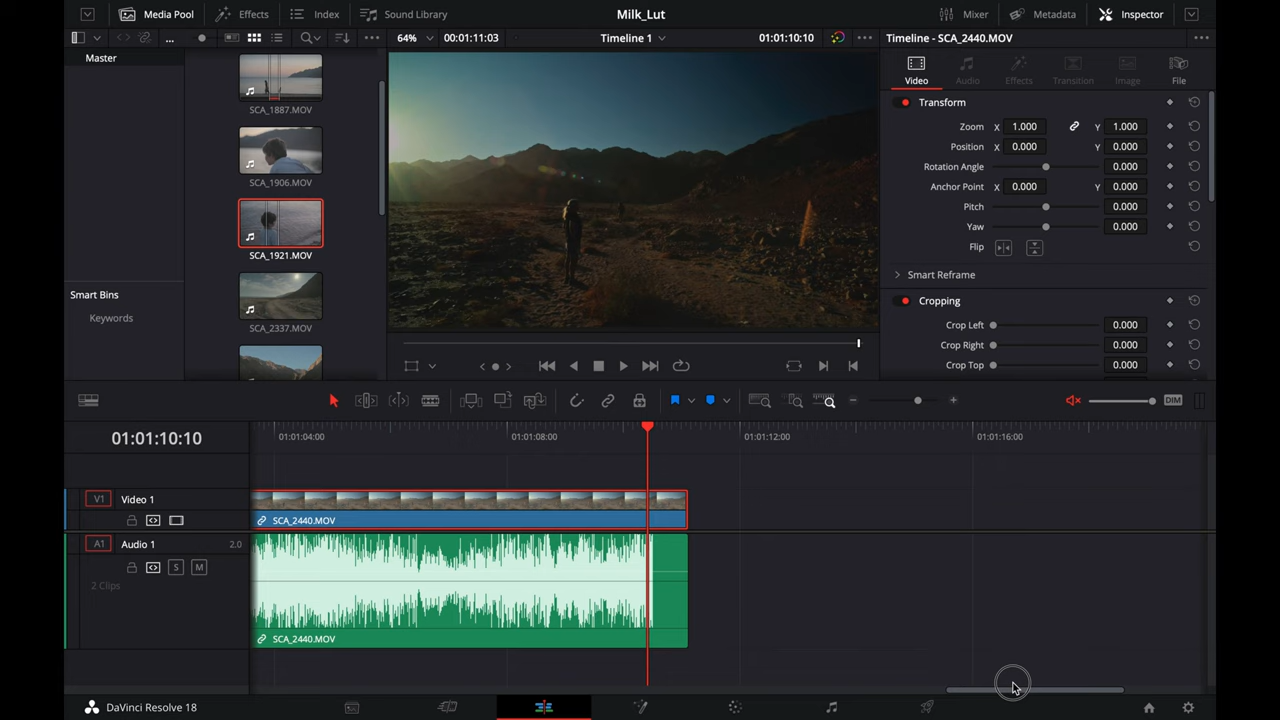 Media Pool Effects Index Sound Library Milk_Lut Mixer Metadata Inspector
... 64% 00:01:11:03 Timeline 1 01:01:10:10 ... Timeline - SCA_2440.MOV ...
Master
Video Audio Effects Transition Image File
SCA_1887.MOV
SCA_1906.MOV
SCA_1921.MOV
SCA_2337.MOV
Smart Bins
Keywords
Transform
Zoom X 1.000 Y 1.000
Position X 0.000 Y 0.000
Rotation Angle 0.000
Anchor Point X 0.000 Y 0.000
Pitch 0.000
Yaw 0.000
Flip
Smart Reframe
Cropping
Crop Left 0.000
Crop Right 0.000
Crop Top 0.000
DIM
01:01:10:10
01:01:04:00 01:01:08:00 01:01:12:00 01:01:16:00
V1 Video 1
SCA_2440.MOV
A1 Audio 1 2.0
S M
2 Clips
SCA_2440.MOV
DaVinci Resolve 18